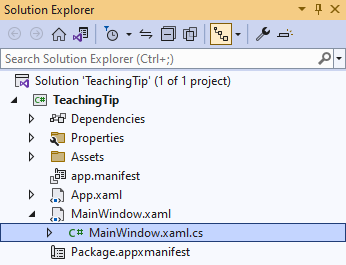 Solution Explorer
Search Solution Explorer (Ctrl+;)
Solution 'TeachingTip' (1 of 1 project)
C# TeachingTip
Dependencies
Properties
Assets
app.manifest
App.xaml
MainWindow.xaml
C# MainWindow.xaml.cs
Package.appxmanifest